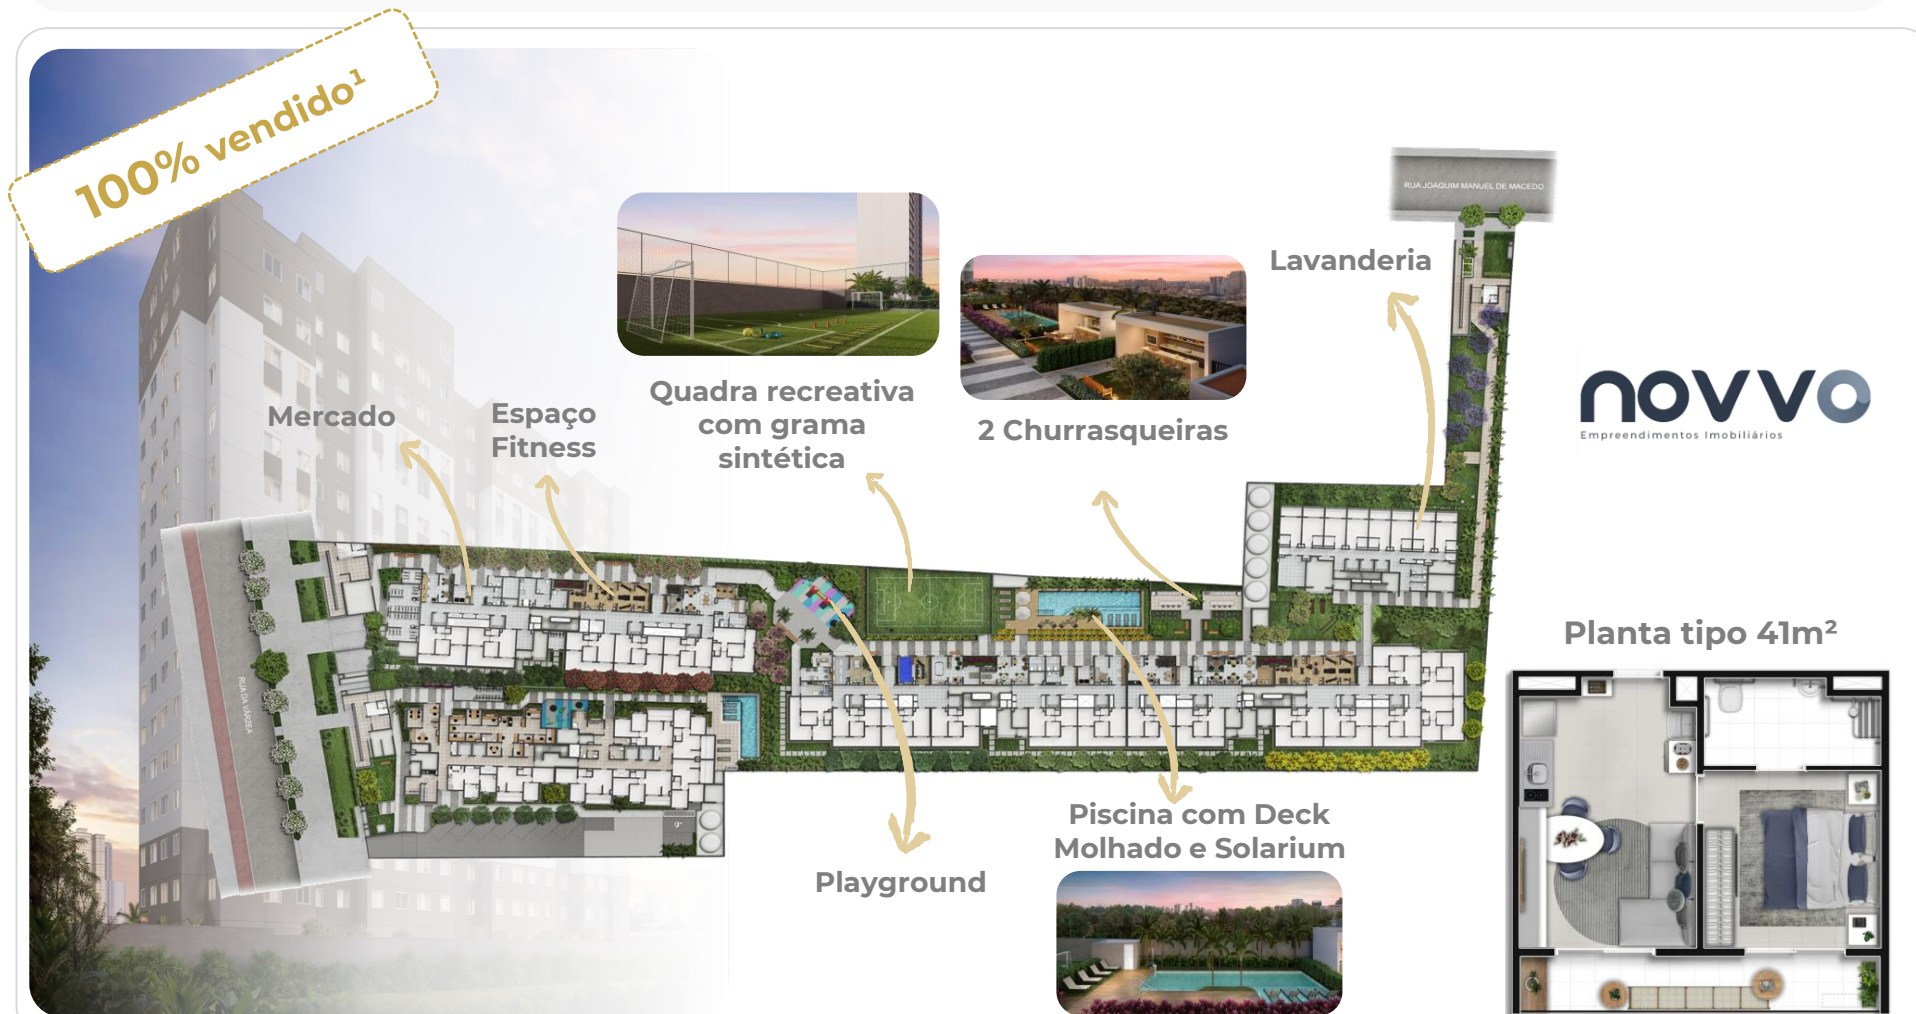 100% vendido¹
RUA JOAQUIM MANUEL DE MACEDO
Lavanderia
Quadra recreativa
com grama
sintética
2 Churrasqueiras
Mercado
Espaço
Fitness
novvo
Empreendimentos Imobiliários
RUA DA VÁRZEA
Planta tipo 41m²
Piscina com Deck
Molhado e Solarium
Playground